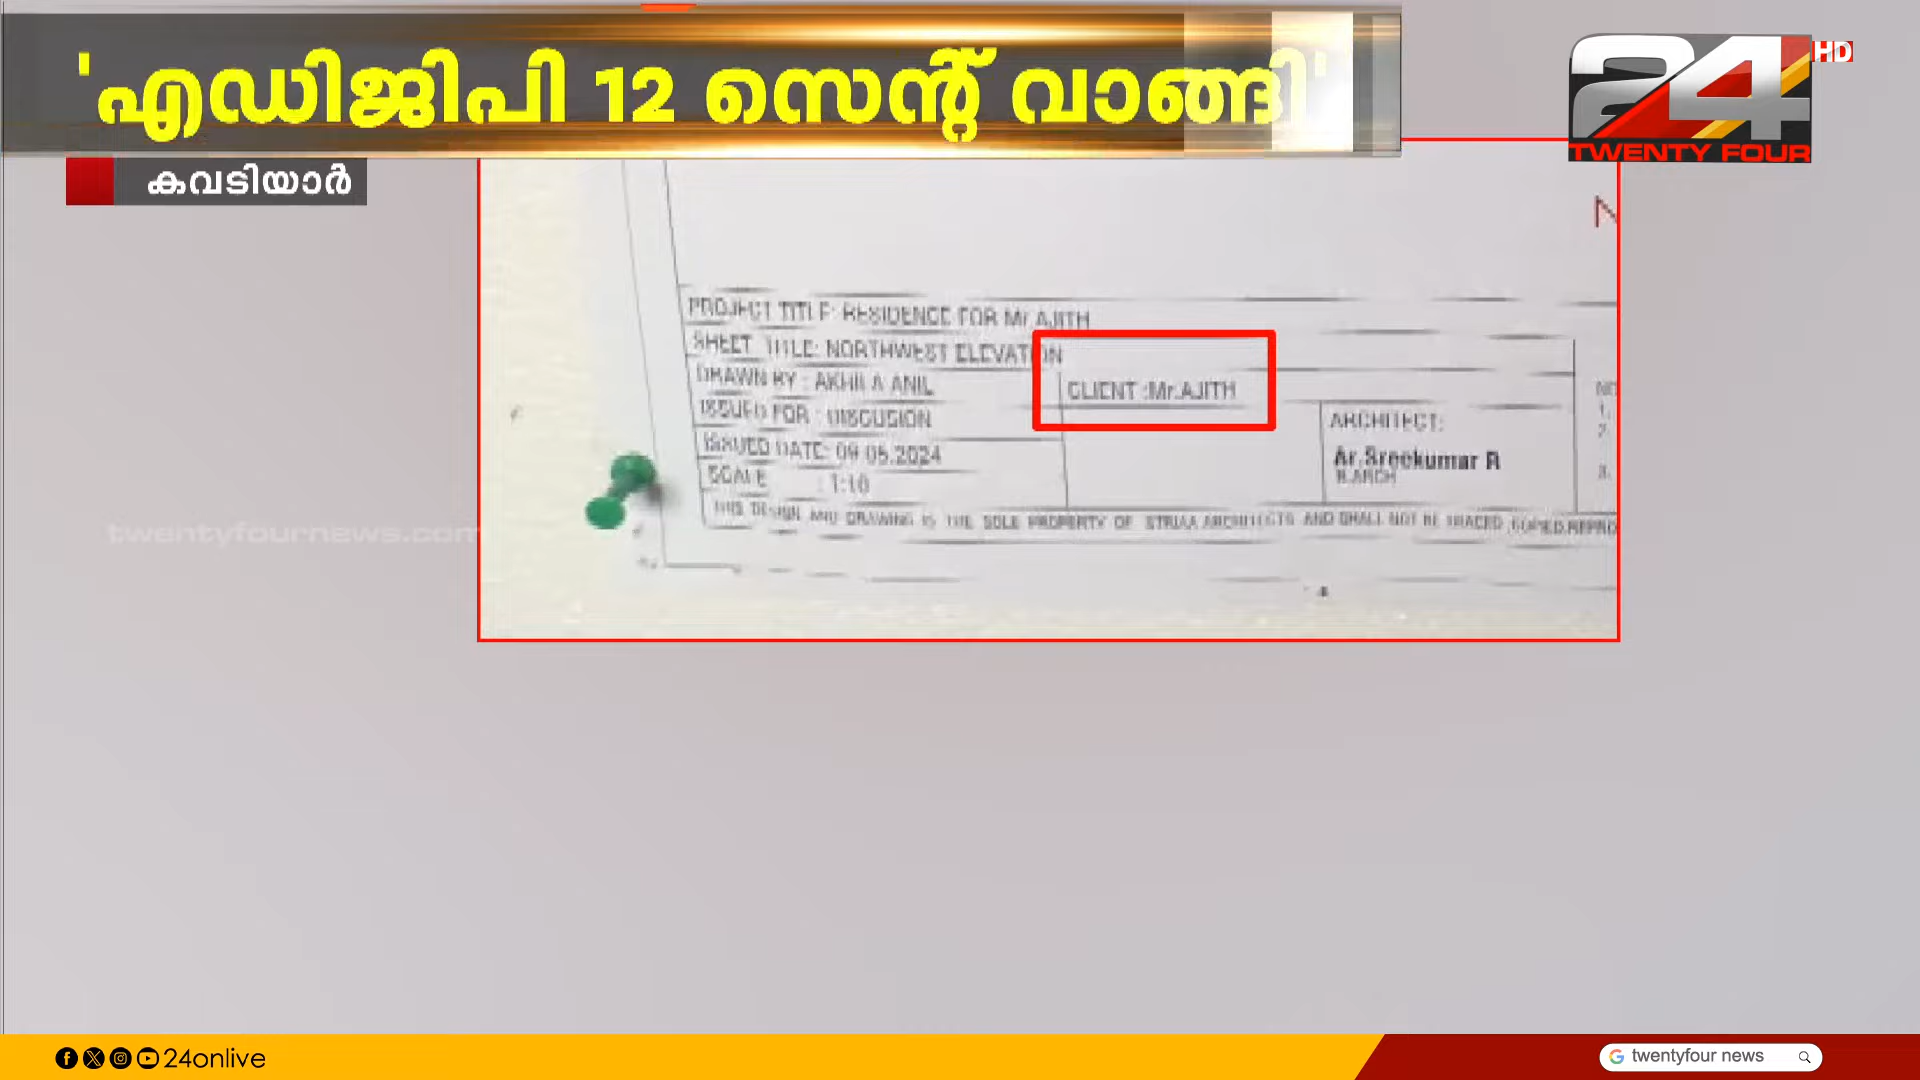 'എഡിജിപി 12 സെന്റ് വാങ്ങി'
24
HD
TWENTY FOUR
കവടിയാർ
PROJECT TITLE: RESIDENCE FOR Mr.AJITH
SHEET TITLE: NORTHWEST ELEVATION
DRAWN BY : AKHILA ANIL
CLIENT :Mr.AJITH
ISSUED FOR : DISCUSION
ARCHITECT:
ISSUED DATE: 09.05.2024
Ar.Sreekumar R
B.ARCH
SCALE : 1:10
THIS DESIGN AND DRAWING IS THE SOLE PROPERTY OF ARCHITECTS AND SHALL NOT BE TRACED
twentyfournews.com
24onlive
twentyfour news